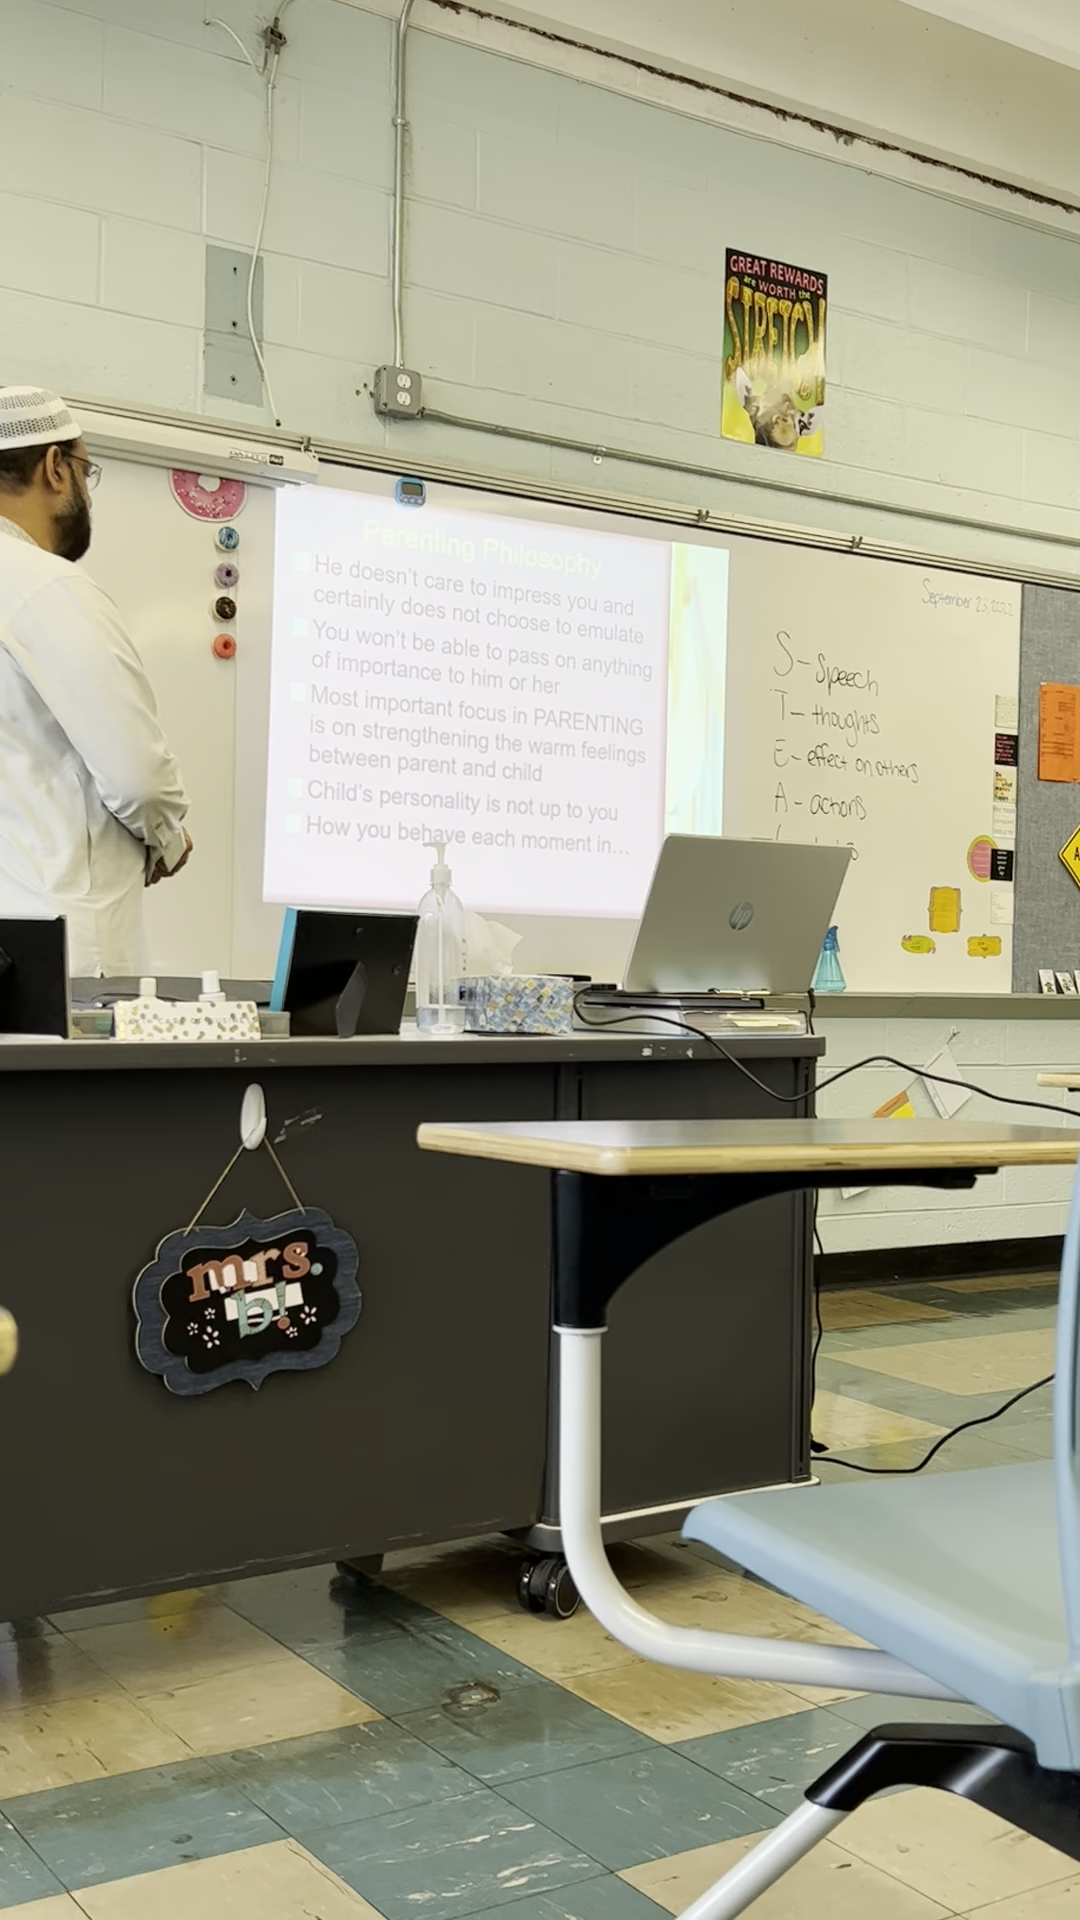 GREAT REWARDS
are WORTH the
STRETCH
Parenting Philosophy
He doesn't care to impress you and
certainly does not choose to emulate
You won't be able to pass on anything
of importance to him or her
Most important focus in PARENTING
is on strengthening the warm feelings
between parent and child
Child's personality is not up to you
How you behave each moment in...
September 23, 2022
S - Speech
T - thoughts
E - effect on others
A - actions
hp
mrs.
b!